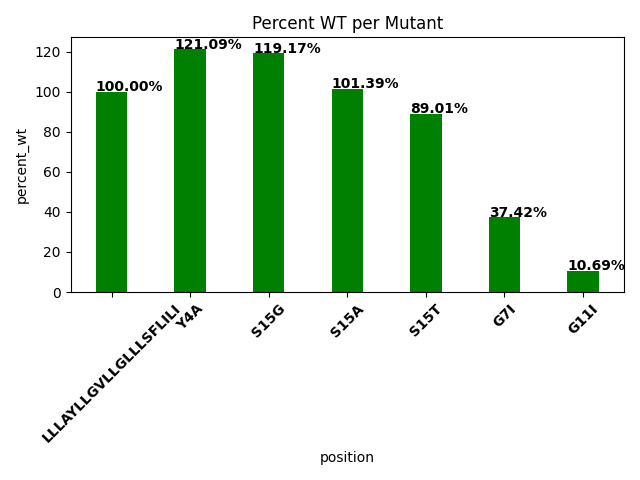 Percent WT per Mutant
percent_wt
120
100
80
60
40
20
0
100.00%
121.09%
119.17%
101.39%
89.01%
37.42%
10.69%
LLLAYLLGVLLGLLLSFLILI
Y4A
S15G
S15A
S15T
G7I
G11I
position